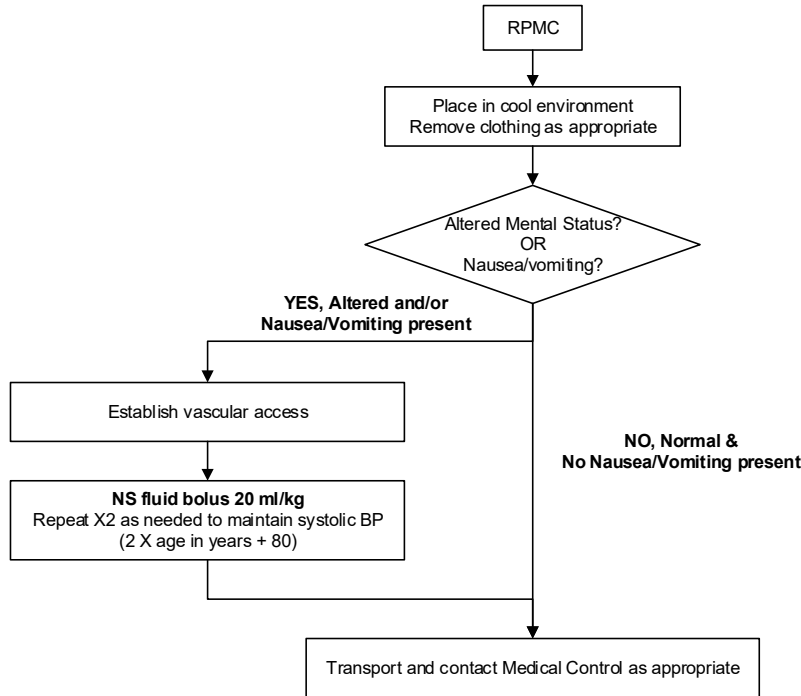 RPMC
Place in cool environment
Remove clothing as appropriate
Altered Mental Status?
OR
Nausea/vomiting?
YES, Altered and/or
Nausea/Vomiting present
Establish vascular access
NO, Normal &
No Nausea/Vomiting present
NS fluid bolus 20 ml/kg
Repeat X2 as needed to maintain systolic BP
(2 X age in years + 80)
Transport and contact Medical Control as appropriate